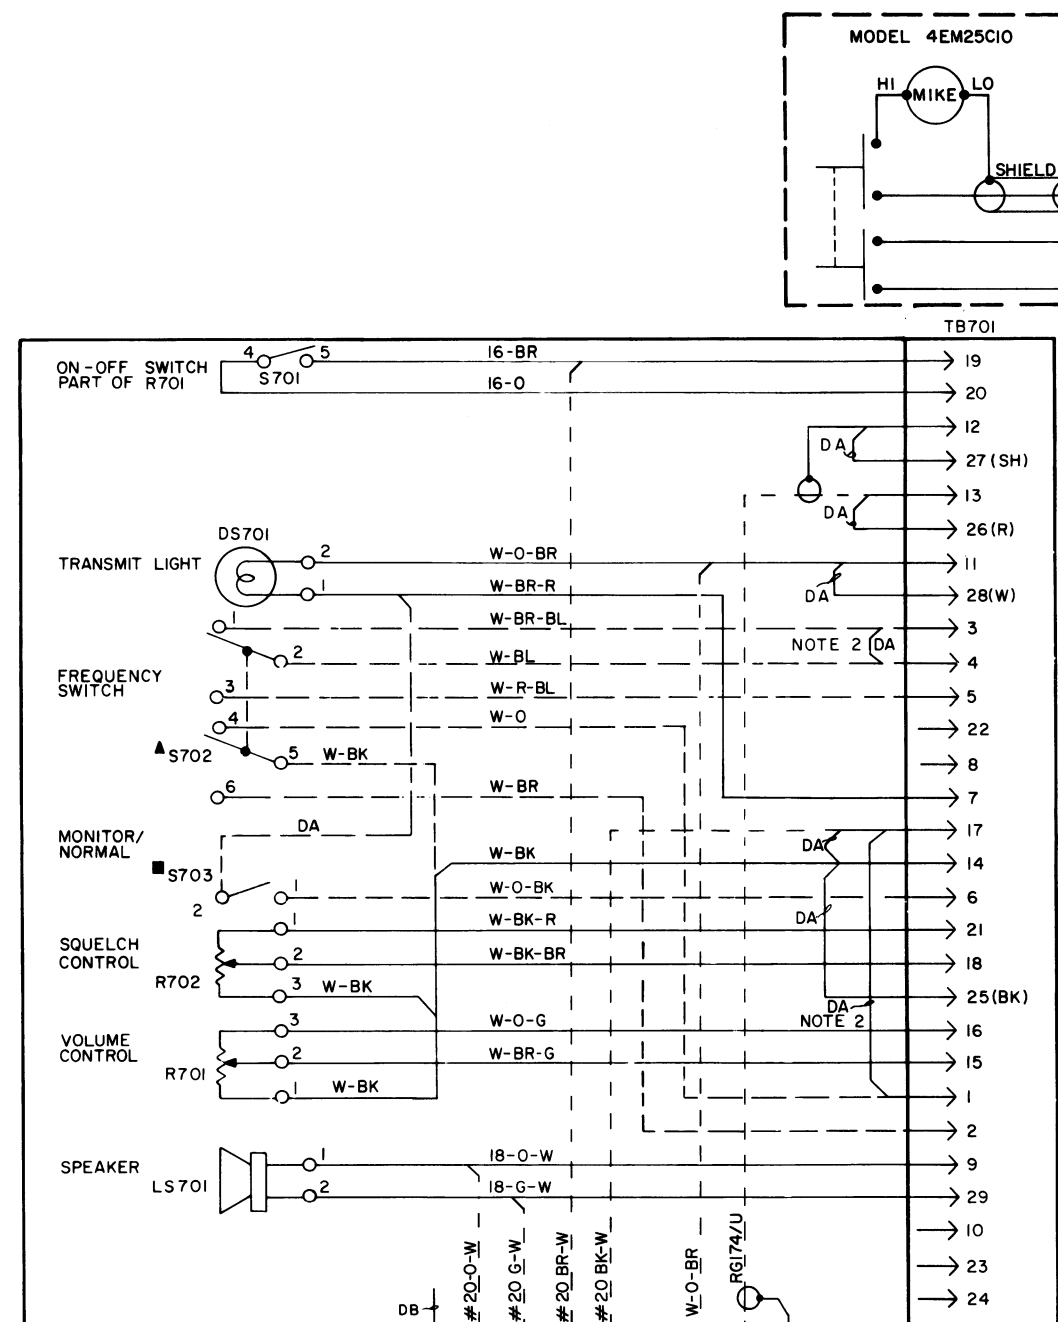 MODEL 4EM25C10
HI
MIKE
LO
SHIELD
TB701
ON-OFF SWITCH
PART OF R701
4
5
S701
16-BR
19
16-O
20
12
DA
27(SH)
13
DA
26(R)
DS701
TRANSMIT LIGHT
2
W-O-BR
11
1
W-BR-R
DA
28(W)
1
W-BR-BL
3
NOTE 2
DA
2
W-BL
4
FREQUENCY
SWITCH
3
W-R-BL
5
4
W-O
22
S702
5
W-BK
8
6
W-BR
7
MONITOR/
NORMAL
DA
17
DA
W-BK
14
S703
2
1
W-O-BK
6
1
W-BK-R
DA
21
SQUELCH
CONTROL
2
W-BK-BR
18
R702
3
W-BK
25(BK)
DA
NOTE 2
3
W-O-G
16
VOLUME
CONTROL
2
W-BR-G
15
R701
1
W-BK
1
2
SPEAKER
1
18-O-W
9
LS701
2
18-G-W
29
10
23
24
DB
#20-O-W
#20 G-W
#20 BR-W
#20 BK-W
W-O-BR
RG174/U